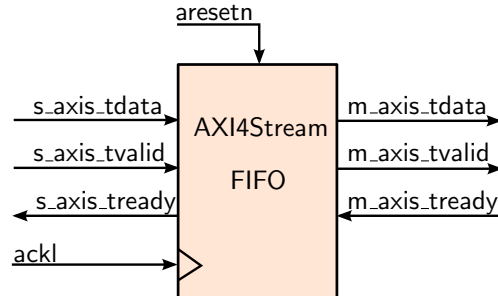 aresetn
s_axis_tdata
AXI4Stream
m_axis_tdata
s_axis_tvalid
m_axis_tvalid
FIFO
s_axis_tready
m_axis_tready
ackl